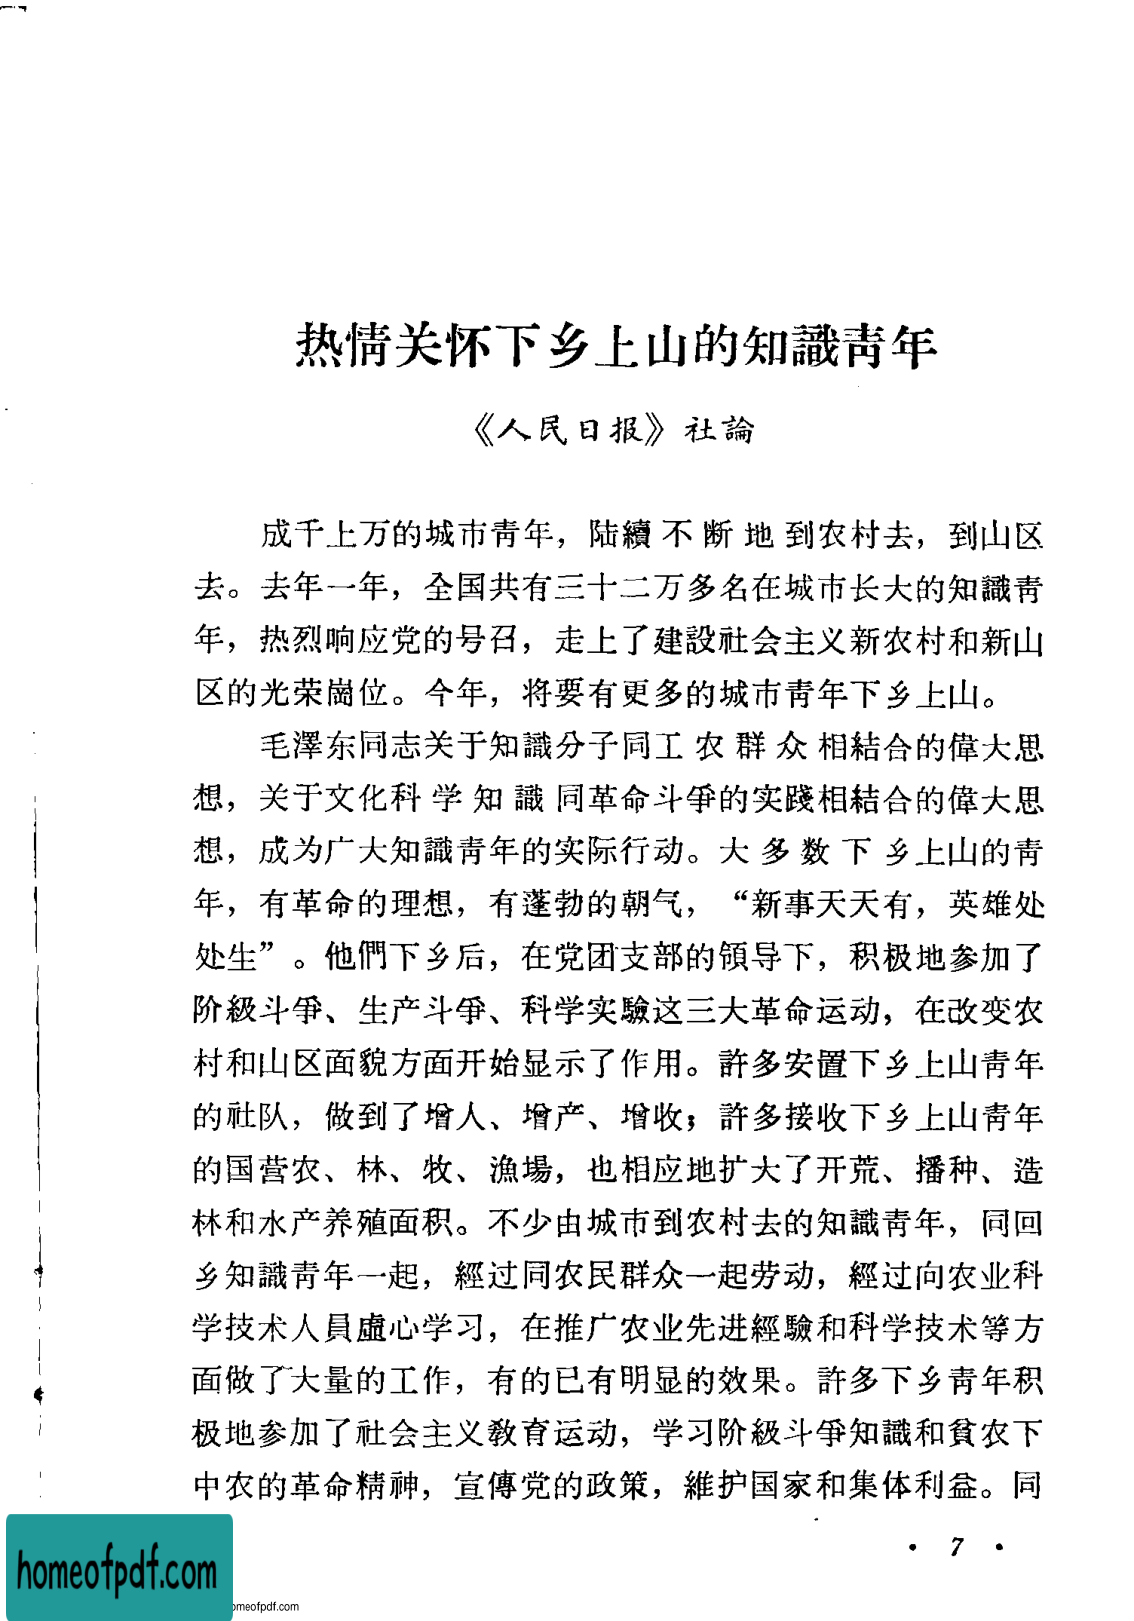 热情关怀下乡上山的知識靑年
《人民日报》社論
成千上万的城市靑年，陆續不断地到农村去，到山区
去。去年一年，全国共有三十二万多名在城市长大的知識靑
年，热烈响应党的号召，走上了建設社会主义新农村和新山
区的光荣崗位。今年，将要有更多的城市靑年下乡上山。
毛澤东同志关于知識分子同工农群众相結合的偉大思
想，关于文化科学知識同革命斗爭的实踐相結合的偉大思
想，成为广大知識靑年的实际行动。大多数下乡上山的靑
年，有革命的理想，有蓬勃的朝气，“新事天天有，英雄处
处生”。他們下乡后，在党团支部的領导下，积极地参加了
阶級斗爭、生产斗爭、科学实驗这三大革命运动，在改变农
村和山区面貌方面开始显示了作用。許多安置下乡上山靑年
的社队，做到了增人、增产、增收；許多接收下乡上山靑年
的国营农、林、牧、漁場，也相应地扩大了开荒、播种、造
林和水产养殖面积。不少由城市到农村去的知識靑年，同回
乡知識靑年一起，經过同农民群众一起劳动，經过向农业科
学技术人員虛心学习，在推广农业先进經驗和科学技术等方
面做了大量的工作，有的已有明显的效果。許多下乡靑年积
极地参加了社会主义敎育运动，学习阶級斗爭知識和貧农下
中农的革命精神，宣傳党的政策，維护国家和集体利益。同
• 7 •
homeofpdf.com
omeofpdf.com